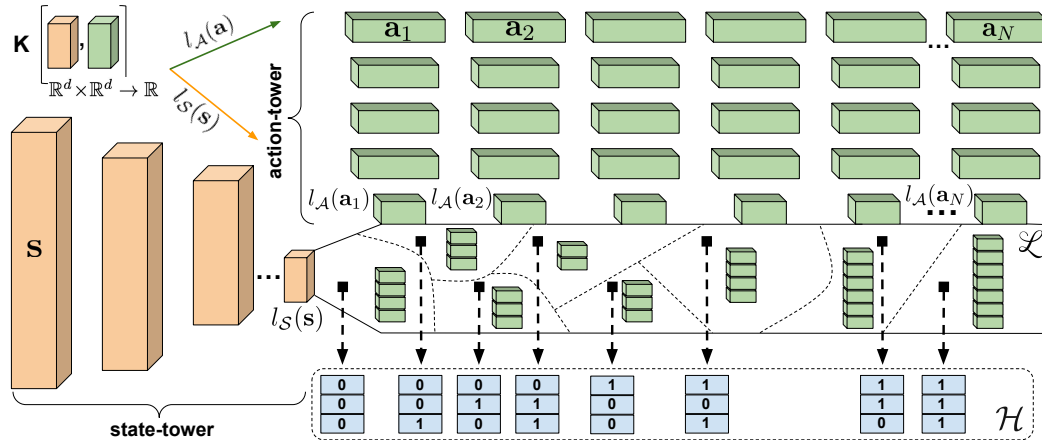 K [ , ]
ℝ^d × ℝ^d → ℝ
l_𝒜(a)
l_𝒮(s)
action-tower
a_1 a_2 ... a_N
l_𝒜(a_1) l_𝒜(a_2) l_𝒜(a_N)
...
s
...
l_𝒮(s)
ℒ
state-tower
0 0 0 0 1 1 1 1
0 0 1 1 0 0 1 1
0 1 0 1 0 1 0 1
ℋ